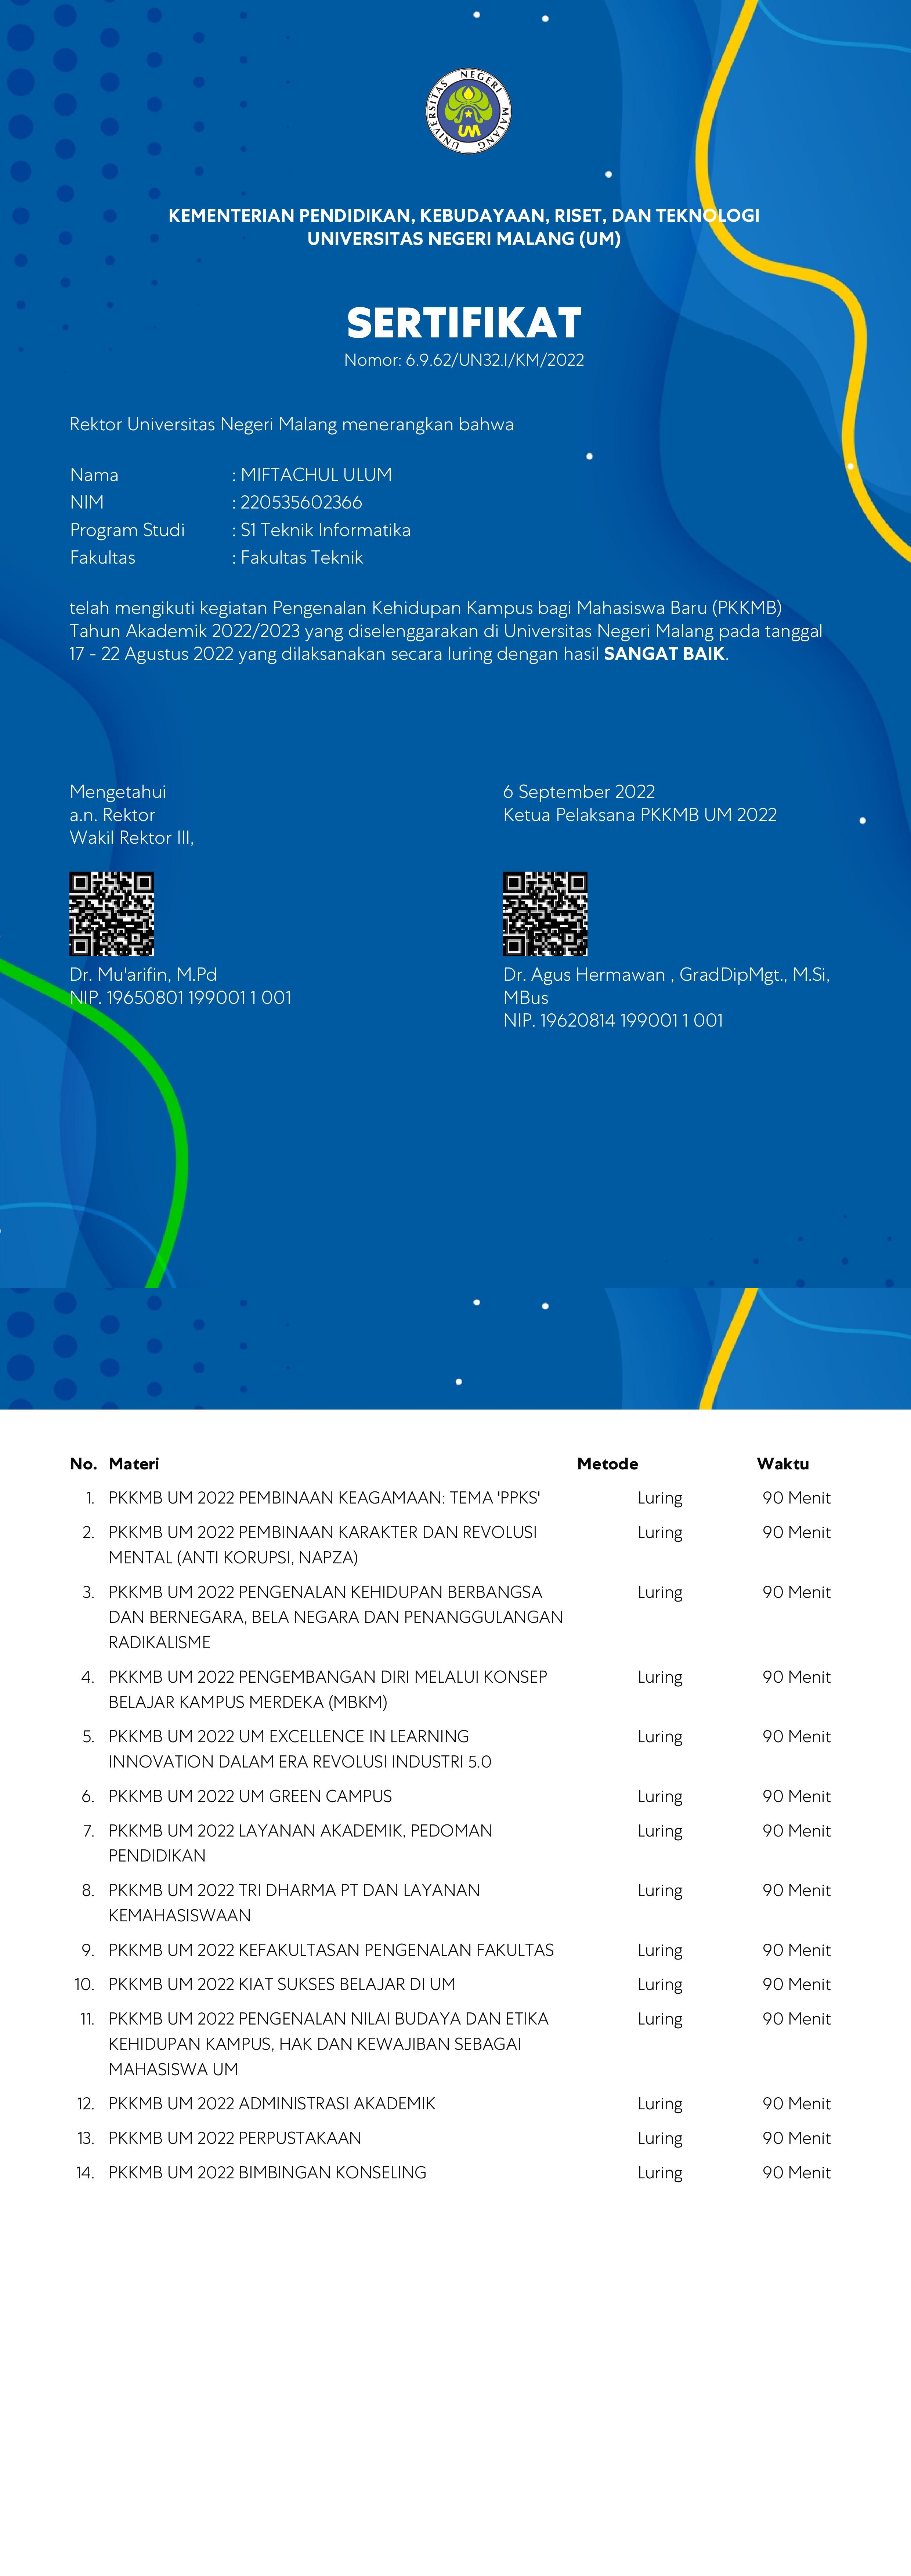 UNIVERSITAS NEGERI MALANG
UM
KEMENTERIAN PENDIDIKAN, KEBUDAYAAN, RISET, DAN TEKNOLOGI
UNIVERSITAS NEGERI MALANG (UM)
SERTIFIKAT
Nomor: 6.9.62/UN32.I/KM/2022
Rektor Universitas Negeri Malang menerangkan bahwa
Nama : MIFTACHUL ULUM
NIM : 220535602366
Program Studi : S1 Teknik Informatika
Fakultas : Fakultas Teknik
telah mengikuti kegiatan Pengenalan Kehidupan Kampus bagi Mahasiswa Baru (PKKMB)
Tahun Akademik 2022/2023 yang diselenggarakan di Universitas Negeri Malang pada tanggal
17 - 22 Agustus 2022 yang dilaksanakan secara luring dengan hasil SANGAT BAIK.
Mengetahui
a.n. Rektor
Wakil Rektor III,
Dr. Mu'arifin, M.Pd
NIP. 19650801 199001 1 001
6 September 2022
Ketua Pelaksana PKKMB UM 2022
Dr. Agus Hermawan , GradDipMgt., M.Si,
MBus
NIP. 19620814 199001 1 001
No. Materi Metode Waktu
1. PKKMB UM 2022 PEMBINAAN KEAGAMAAN: TEMA 'PPKS' Luring 90 Menit
2. PKKMB UM 2022 PEMBINAAN KARAKTER DAN REVOLUSI Luring 90 Menit
MENTAL (ANTI KORUPSI, NAPZA)
3. PKKMB UM 2022 PENGENALAN KEHIDUPAN BERBANGSA Luring 90 Menit
DAN BERNEGARA, BELA NEGARA DAN PENANGGULANGAN
RADIKALISME
4. PKKMB UM 2022 PENGEMBANGAN DIRI MELALUI KONSEP Luring 90 Menit
BELAJAR KAMPUS MERDEKA (MBKM)
5. PKKMB UM 2022 UM EXCELLENCE IN LEARNING Luring 90 Menit
INNOVATION DALAM ERA REVOLUSI INDUSTRI 5.0
6. PKKMB UM 2022 UM GREEN CAMPUS Luring 90 Menit
7. PKKMB UM 2022 LAYANAN AKADEMIK, PEDOMAN Luring 90 Menit
PENDIDIKAN
8. PKKMB UM 2022 TRI DHARMA PT DAN LAYANAN Luring 90 Menit
KEMAHASISWAAN
9. PKKMB UM 2022 KEFAKULTASAN PENGENALAN FAKULTAS Luring 90 Menit
10. PKKMB UM 2022 KIAT SUKSES BELAJAR DI UM Luring 90 Menit
11. PKKMB UM 2022 PENGENALAN NILAI BUDAYA DAN ETIKA Luring 90 Menit
KEHIDUPAN KAMPUS, HAK DAN KEWAJIBAN SEBAGAI
MAHASISWA UM
12. PKKMB UM 2022 ADMINISTRASI AKADEMIK Luring 90 Menit
13. PKKMB UM 2022 PERPUSTAKAAN Luring 90 Menit
14. PKKMB UM 2022 BIMBINGAN KONSELING Luring 90 Menit